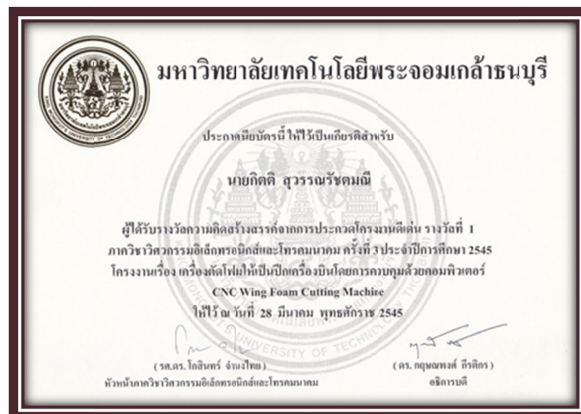 มหาวิทยาลัยเทคโนโลยีพระจอมเกล้าธนบุรี
ประกาศนียบัตรนี้ ให้ไว้เป็นเกียรติสำหรับ
นายกิตติ สุวรรณรัชตมณี
ผู้ได้รับรางวัลความคิดสร้างสรรค์จากการประกวดโครงงานดีเด่น รางวัลที่ 1
ภาควิชาวิศวกรรมอิเล็กทรอนิกส์และโทรคมนาคม ครั้งที่ 3 ประจำปีการศึกษา 2545
โครงงานเรื่อง เครื่องตัดโฟมให้เป็นปีกเครื่องบินโดยการควบคุมด้วยคอมพิวเตอร์
CNC Wing Foam Cutting Machine
ให้ไว้ ณ วันที่ 28 มีนาคม พุทธศักราช 2545
( รศ.ดร. โกสินทร์ จำนงไทย )
หัวหน้าภาควิชาวิศวกรรมอิเล็กทรอนิกส์และโทรคมนาคม
( ดร. กฤษณพงศ์ กีรติกร )
อธิการบดี